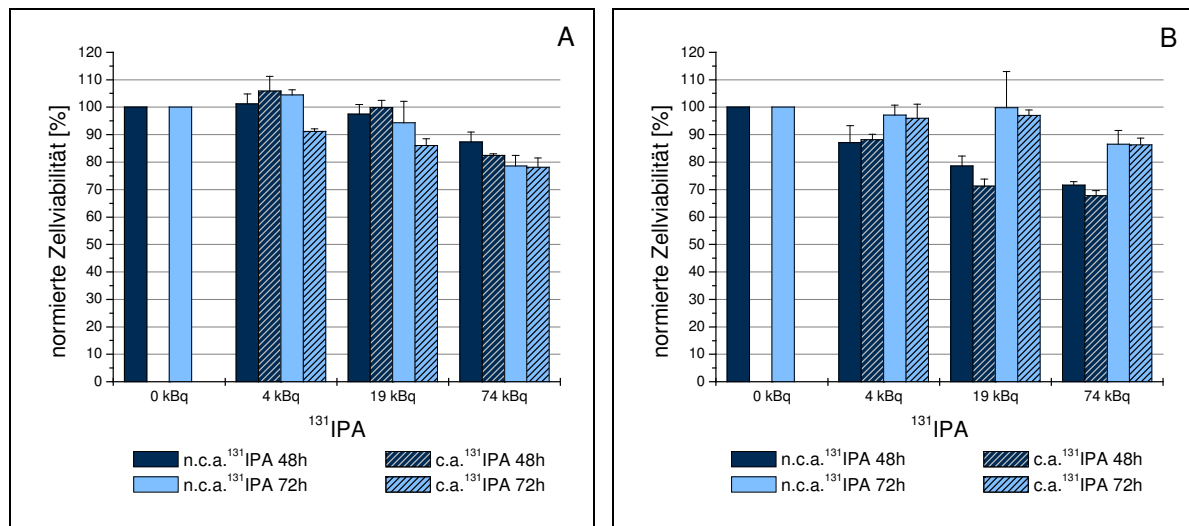 A
normierte Zellviabilität [%]
120
110
100
90
80
70
60
50
40
30
20
10
0
0 kBq 4 kBq 19 kBq 74 kBq
¹³¹IPA
n.c.a.¹³¹IPA 48h c.a.¹³¹IPA 48h
n.c.a.¹³¹IPA 72h c.a.¹³¹IPA 72h
B
normierte Zellviabilität [%]
120
110
100
90
80
70
60
50
40
30
20
10
0
0 kBq 4 kBq 19 kBq 74 kBq
¹³¹IPA
n.c.a.¹³¹IPA 48h c.a.¹³¹IPA 48h
n.c.a.¹³¹IPA 72h c.a.¹³¹IPA 72h